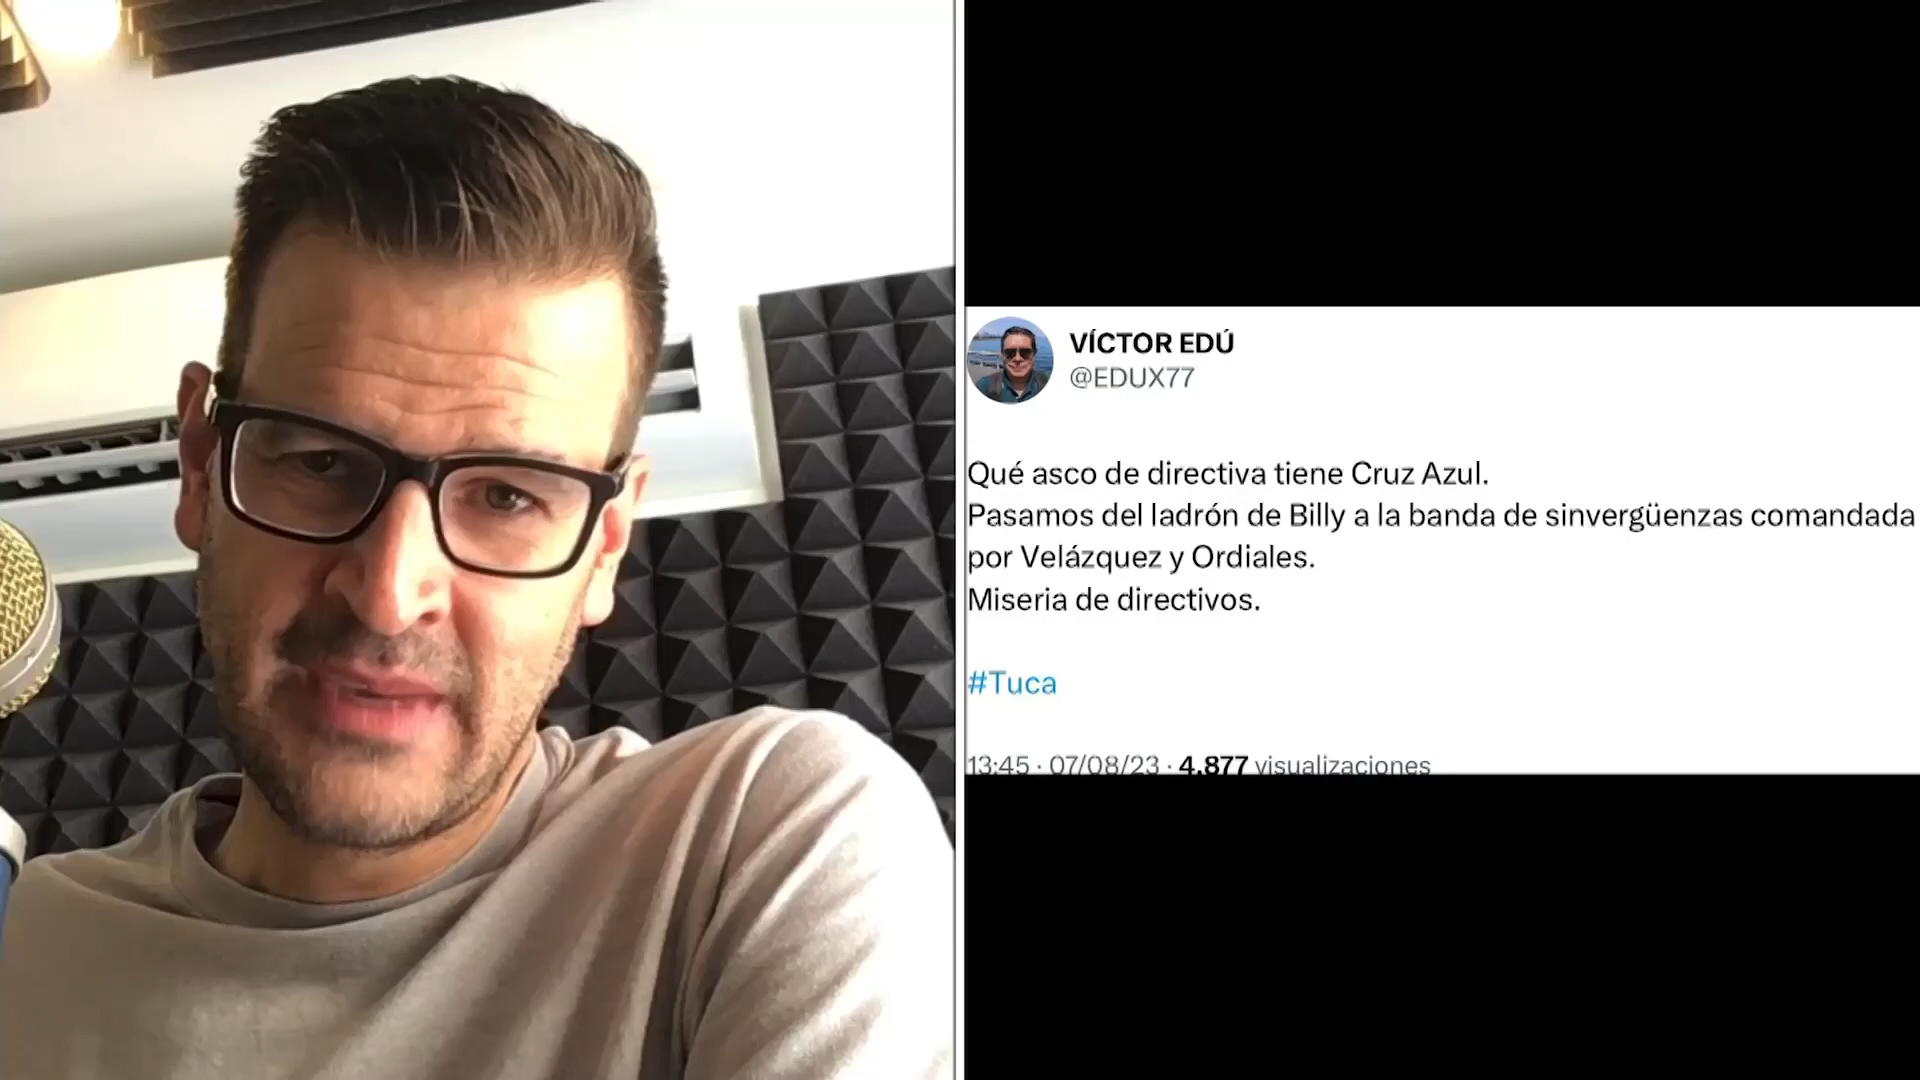 VÍCTOR EDÚ
@EDUX77
Qué asco de directiva tiene Cruz Azul.
Pasamos del ladrón de Billy a la banda de sinvergüenzas comandada
por Velázquez y Ordiales.
Miseria de directivos.
#Tuca
13:45 · 07/08/23 · 4.877 visualizaciones